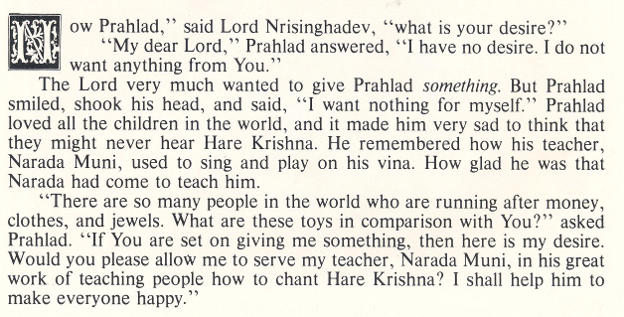 Now Prahlad,” said Lord Nrisinghadev, “what is your desire?”
“My dear Lord,” Prahlad answered, “I have no desire. I do not
want anything from You.”
The Lord very much wanted to give Prahlad something. But Prahlad
smiled, shook his head, and said, “I want nothing for myself.” Prahlad
loved all the children in the world, and it made him very sad to think that
they might never hear Hare Krishna. He remembered how his teacher,
Narada Muni, used to sing and play on his vina. How glad he was that
Narada had come to teach him.
“There are so many people in the world who are running after money,
clothes, and jewels. What are these toys in comparison with You?” asked
Prahlad. “If You are set on giving me something, then here is my desire.
Would you please allow me to serve my teacher, Narada Muni, in his great
work of teaching people how to chant Hare Krishna? I shall help him to
make everyone happy.”